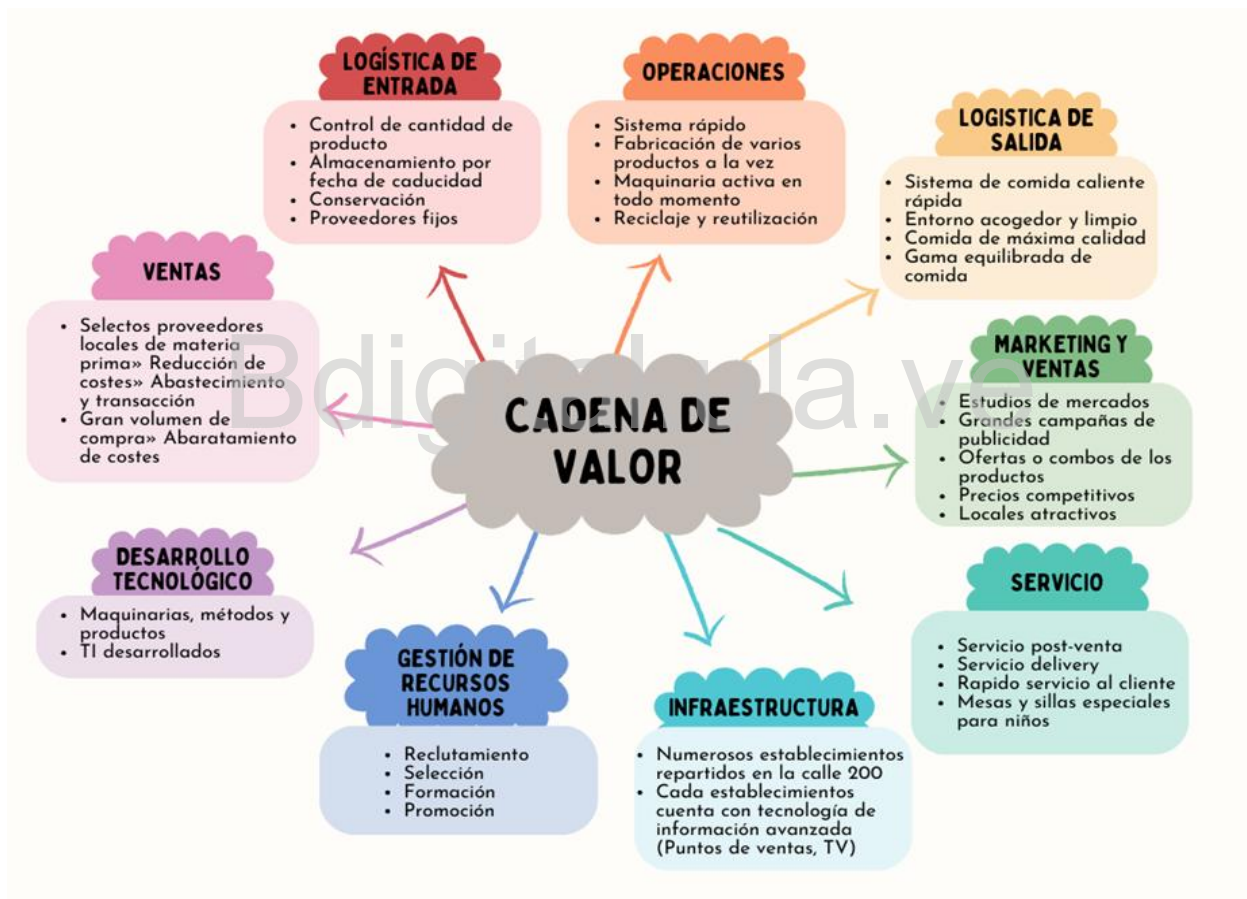 LOGÍSTICA DE
ENTRADA
• Control de cantidad de
producto
• Almacenamiento por
fecha de caducidad
• Conservación
• Proveedores fijos
OPERACIONES
• Sistema rápido
• Fabricación de varios
productos a la vez
• Maquinaria activa en
todo momento
• Reciclaje y reutilización
LOGISTICA DE
SALIDA
• Sistema de comida caliente
rápida
• Entorno acogedor y limpio
• Comida de máxima calidad
• Gama equilibrada de
comida
VENTAS
• Selectos proveedores
locales de materia
prima» Reducción de
costes» Abastecimiento
y transacción
• Gran volumen de
compra» Abaratamiento
de costes
CADENA DE
VALOR
MARKETING Y
VENTAS
• Estudios de mercados
• Grandes campañas de
publicidad
• Ofertas o combos de los
productos
• Precios competitivos
• Locales atractivos
DESARROLLO
TECNOLÓGICO
• Maquinarias, métodos y
productos
• TI desarrollados
GESTIÓN DE
RECURSOS
HUMANOS
• Reclutamiento
• Selección
• Formación
• Promoción
INFRAESTRUCTURA
• Numerosos establecimientos
repartidos en la calle 200
• Cada establecimientos
cuenta con tecnología de
información avanzada
(Puntos de ventas, TV)
SERVICIO
• Servicio post-venta
• Servicio delivery
• Rapido servicio al cliente
• Mesas y sillas especiales
para niños